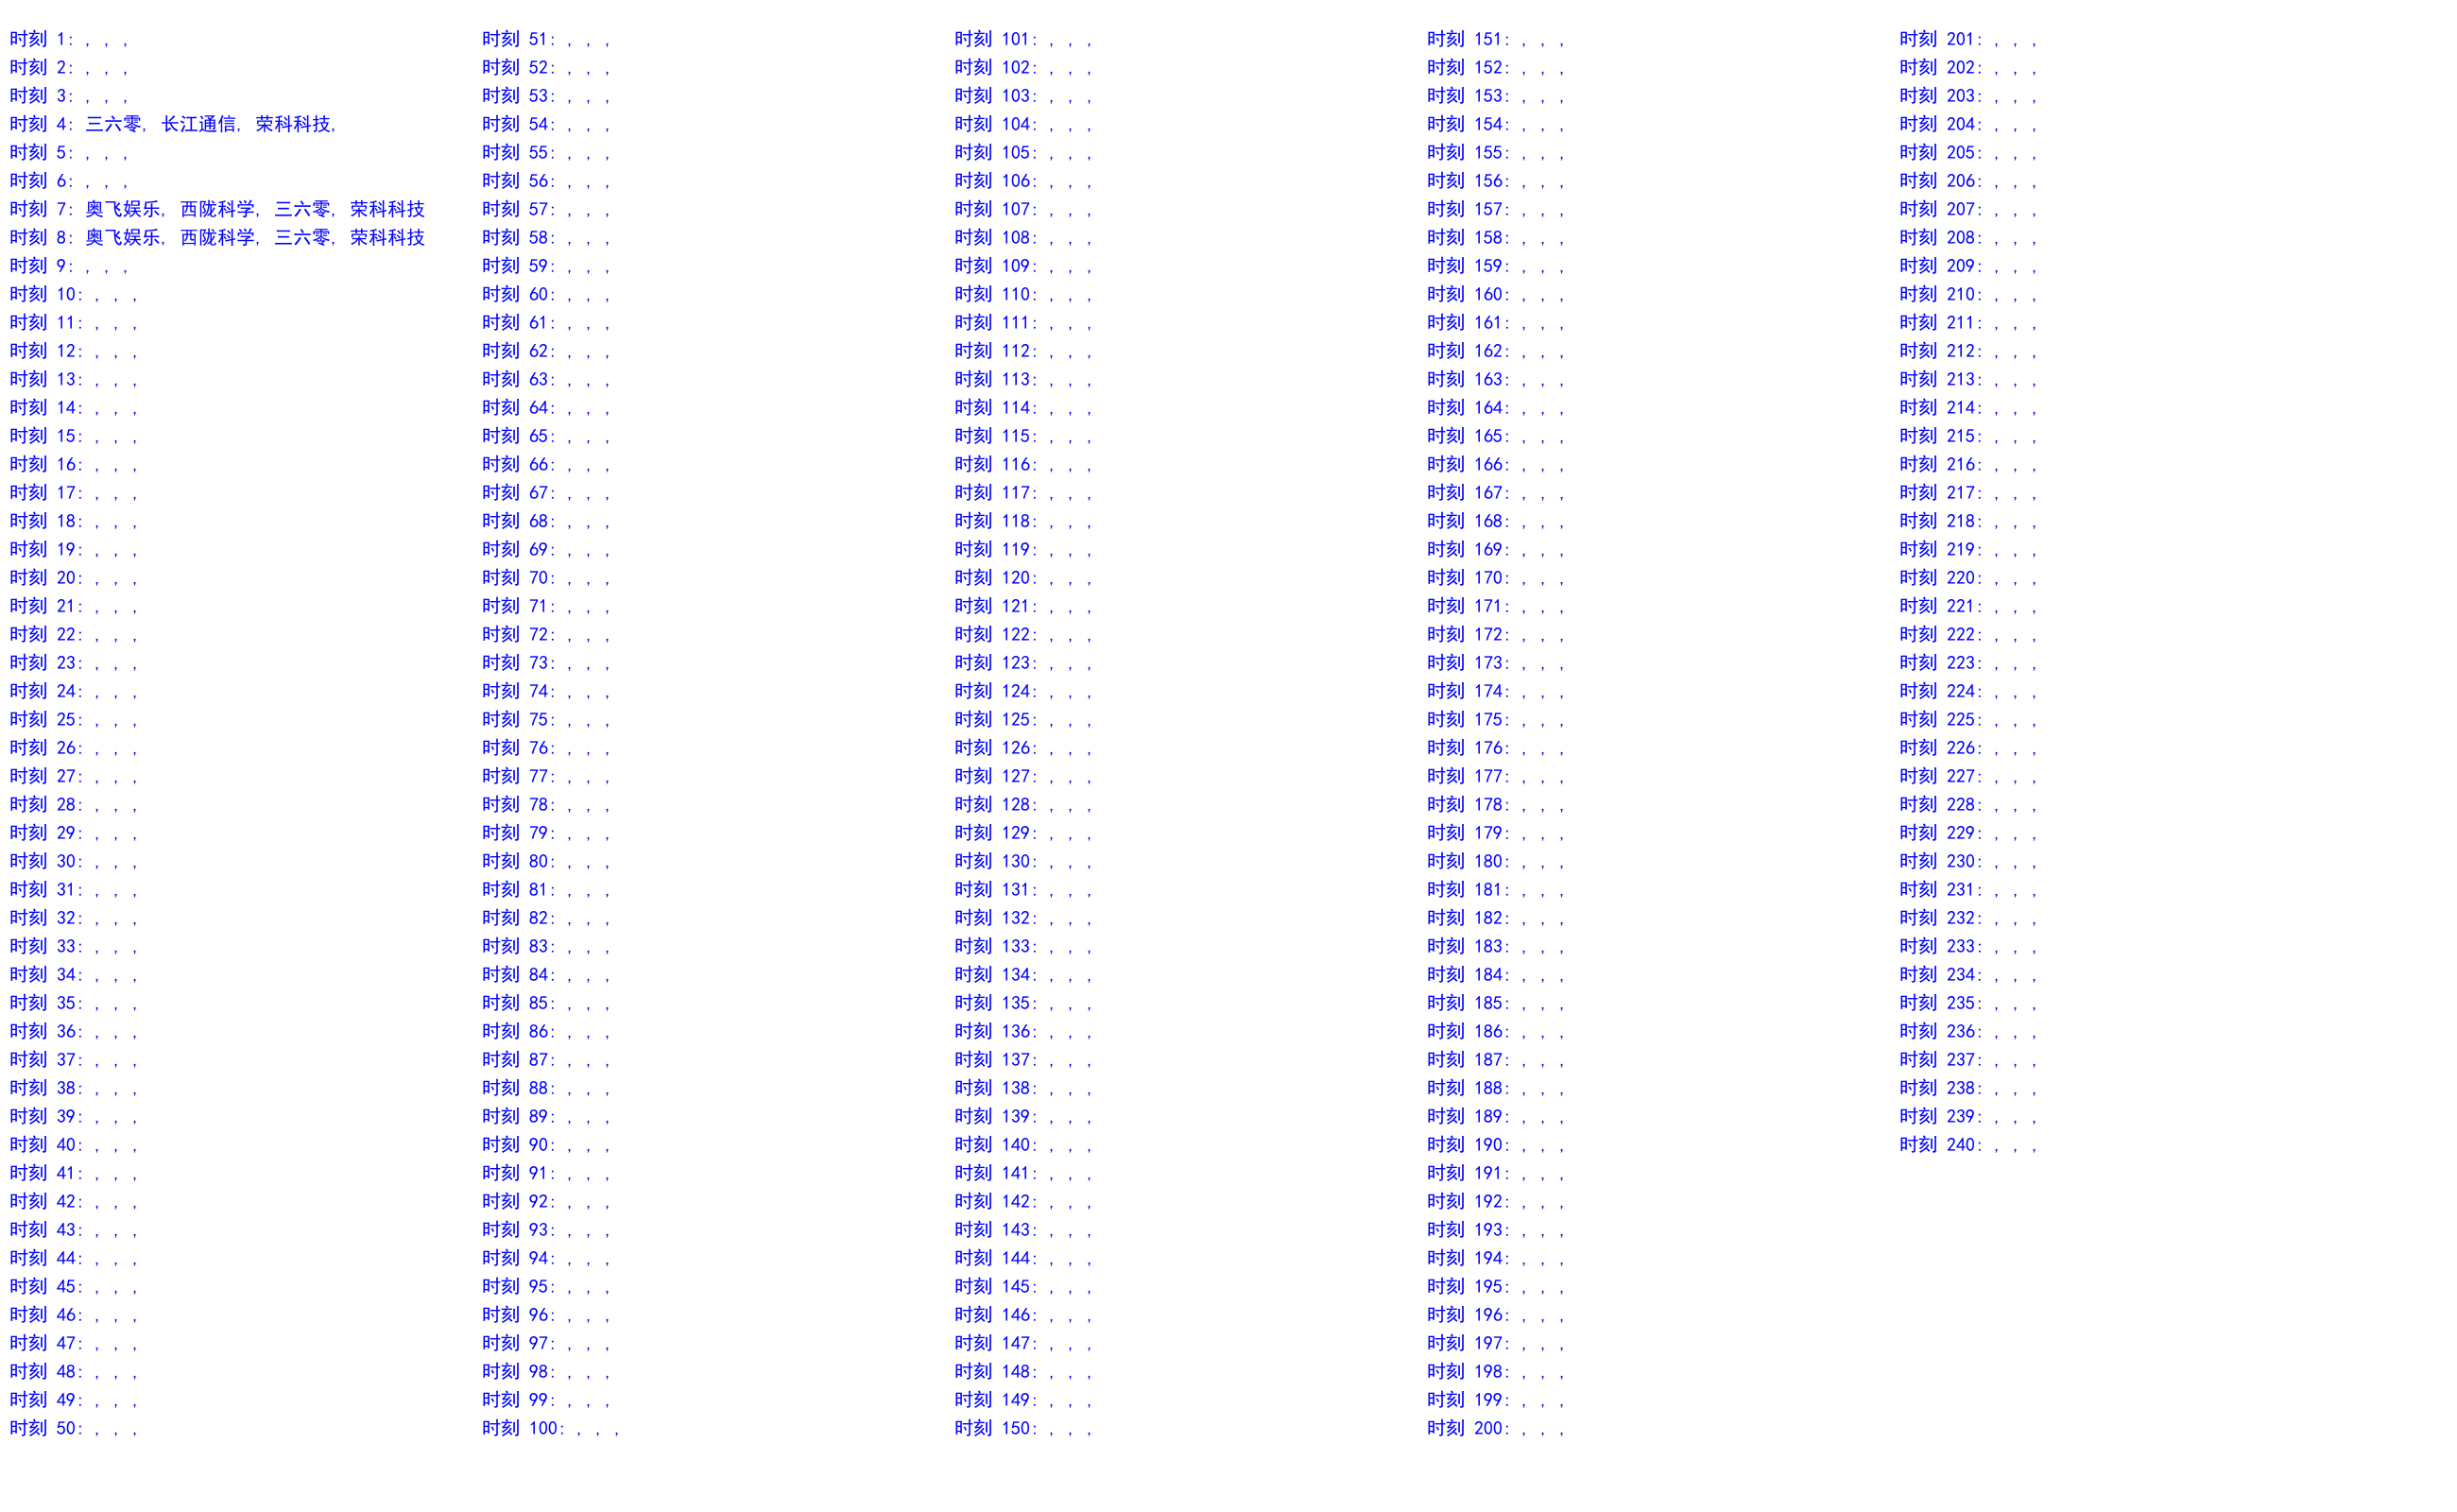 时刻 1: , , ,
时刻 2: , , ,
时刻 3: , , ,
时刻 4: 三六零, 长江通信, 荣科科技,
时刻 5: , , ,
时刻 6: , , ,
时刻 7: 奥飞娱乐, 西陇科学, 三六零, 荣科科技
时刻 8: 奥飞娱乐, 西陇科学, 三六零, 荣科科技
时刻 9: , , ,
时刻 10: , , ,
时刻 11: , , ,
时刻 12: , , ,
时刻 13: , , ,
时刻 14: , , ,
时刻 15: , , ,
时刻 16: , , ,
时刻 17: , , ,
时刻 18: , , ,
时刻 19: , , ,
时刻 20: , , ,
时刻 21: , , ,
时刻 22: , , ,
时刻 23: , , ,
时刻 24: , , ,
时刻 25: , , ,
时刻 26: , , ,
时刻 27: , , ,
时刻 28: , , ,
时刻 29: , , ,
时刻 30: , , ,
时刻 31: , , ,
时刻 32: , , ,
时刻 33: , , ,
时刻 34: , , ,
时刻 35: , , ,
时刻 36: , , ,
时刻 37: , , ,
时刻 38: , , ,
时刻 39: , , ,
时刻 40: , , ,
时刻 41: , , ,
时刻 42: , , ,
时刻 43: , , ,
时刻 44: , , ,
时刻 45: , , ,
时刻 46: , , ,
时刻 47: , , ,
时刻 48: , , ,
时刻 49: , , ,
时刻 50: , , ,
时刻 51: , , ,
时刻 52: , , ,
时刻 53: , , ,
时刻 54: , , ,
时刻 55: , , ,
时刻 56: , , ,
时刻 57: , , ,
时刻 58: , , ,
时刻 59: , , ,
时刻 60: , , ,
时刻 61: , , ,
时刻 62: , , ,
时刻 63: , , ,
时刻 64: , , ,
时刻 65: , , ,
时刻 66: , , ,
时刻 67: , , ,
时刻 68: , , ,
时刻 69: , , ,
时刻 70: , , ,
时刻 71: , , ,
时刻 72: , , ,
时刻 73: , , ,
时刻 74: , , ,
时刻 75: , , ,
时刻 76: , , ,
时刻 77: , , ,
时刻 78: , , ,
时刻 79: , , ,
时刻 80: , , ,
时刻 81: , , ,
时刻 82: , , ,
时刻 83: , , ,
时刻 84: , , ,
时刻 85: , , ,
时刻 86: , , ,
时刻 87: , , ,
时刻 88: , , ,
时刻 89: , , ,
时刻 90: , , ,
时刻 91: , , ,
时刻 92: , , ,
时刻 93: , , ,
时刻 94: , , ,
时刻 95: , , ,
时刻 96: , , ,
时刻 97: , , ,
时刻 98: , , ,
时刻 99: , , ,
时刻 100: , , ,
时刻 101: , , ,
时刻 102: , , ,
时刻 103: , , ,
时刻 104: , , ,
时刻 105: , , ,
时刻 106: , , ,
时刻 107: , , ,
时刻 108: , , ,
时刻 109: , , ,
时刻 110: , , ,
时刻 111: , , ,
时刻 112: , , ,
时刻 113: , , ,
时刻 114: , , ,
时刻 115: , , ,
时刻 116: , , ,
时刻 117: , , ,
时刻 118: , , ,
时刻 119: , , ,
时刻 120: , , ,
时刻 121: , , ,
时刻 122: , , ,
时刻 123: , , ,
时刻 124: , , ,
时刻 125: , , ,
时刻 126: , , ,
时刻 127: , , ,
时刻 128: , , ,
时刻 129: , , ,
时刻 130: , , ,
时刻 131: , , ,
时刻 132: , , ,
时刻 133: , , ,
时刻 134: , , ,
时刻 135: , , ,
时刻 136: , , ,
时刻 137: , , ,
时刻 138: , , ,
时刻 139: , , ,
时刻 140: , , ,
时刻 141: , , ,
时刻 142: , , ,
时刻 143: , , ,
时刻 144: , , ,
时刻 145: , , ,
时刻 146: , , ,
时刻 147: , , ,
时刻 148: , , ,
时刻 149: , , ,
时刻 150: , , ,
时刻 151: , , ,
时刻 152: , , ,
时刻 153: , , ,
时刻 154: , , ,
时刻 155: , , ,
时刻 156: , , ,
时刻 157: , , ,
时刻 158: , , ,
时刻 159: , , ,
时刻 160: , , ,
时刻 161: , , ,
时刻 162: , , ,
时刻 163: , , ,
时刻 164: , , ,
时刻 165: , , ,
时刻 166: , , ,
时刻 167: , , ,
时刻 168: , , ,
时刻 169: , , ,
时刻 170: , , ,
时刻 171: , , ,
时刻 172: , , ,
时刻 173: , , ,
时刻 174: , , ,
时刻 175: , , ,
时刻 176: , , ,
时刻 177: , , ,
时刻 178: , , ,
时刻 179: , , ,
时刻 180: , , ,
时刻 181: , , ,
时刻 182: , , ,
时刻 183: , , ,
时刻 184: , , ,
时刻 185: , , ,
时刻 186: , , ,
时刻 187: , , ,
时刻 188: , , ,
时刻 189: , , ,
时刻 190: , , ,
时刻 191: , , ,
时刻 192: , , ,
时刻 193: , , ,
时刻 194: , , ,
时刻 195: , , ,
时刻 196: , , ,
时刻 197: , , ,
时刻 198: , , ,
时刻 199: , , ,
时刻 200: , , ,
时刻 201: , , ,
时刻 202: , , ,
时刻 203: , , ,
时刻 204: , , ,
时刻 205: , , ,
时刻 206: , , ,
时刻 207: , , ,
时刻 208: , , ,
时刻 209: , , ,
时刻 210: , , ,
时刻 211: , , ,
时刻 212: , , ,
时刻 213: , , ,
时刻 214: , , ,
时刻 215: , , ,
时刻 216: , , ,
时刻 217: , , ,
时刻 218: , , ,
时刻 219: , , ,
时刻 220: , , ,
时刻 221: , , ,
时刻 222: , , ,
时刻 223: , , ,
时刻 224: , , ,
时刻 225: , , ,
时刻 226: , , ,
时刻 227: , , ,
时刻 228: , , ,
时刻 229: , , ,
时刻 230: , , ,
时刻 231: , , ,
时刻 232: , , ,
时刻 233: , , ,
时刻 234: , , ,
时刻 235: , , ,
时刻 236: , , ,
时刻 237: , , ,
时刻 238: , , ,
时刻 239: , , ,
时刻 240: , , ,